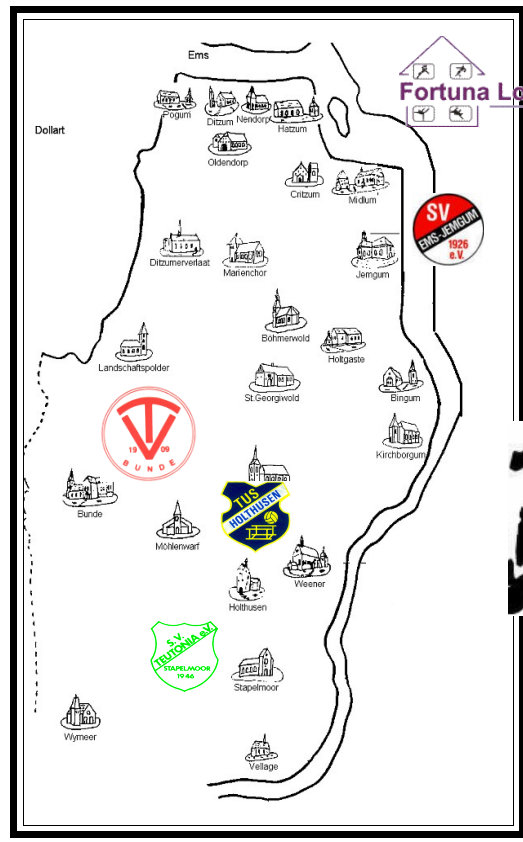 Ems
Dollart
Fortuna Lo
Pogum
Ditzum
Nendorp
Hatzum
Oldendorp
Critzum
Midlum
SV
EMS-JEMGUM
1926
e.V.
Ditzumerverlaat
Marienchor
Jemgum
Böhmerwold
Holtgaste
Landschaftspolder
St.Georgiwold
Bingum
TV
19 09
BUNDE
Kirchborgum
TUS
HOLTHUSEN
Bunde
Möhlenwarf
Weener
Holthusen
S.V.
TEUTONIA e.V.
STAPELMOOR
1946
Stapelmoor
Wymeer
Vellage